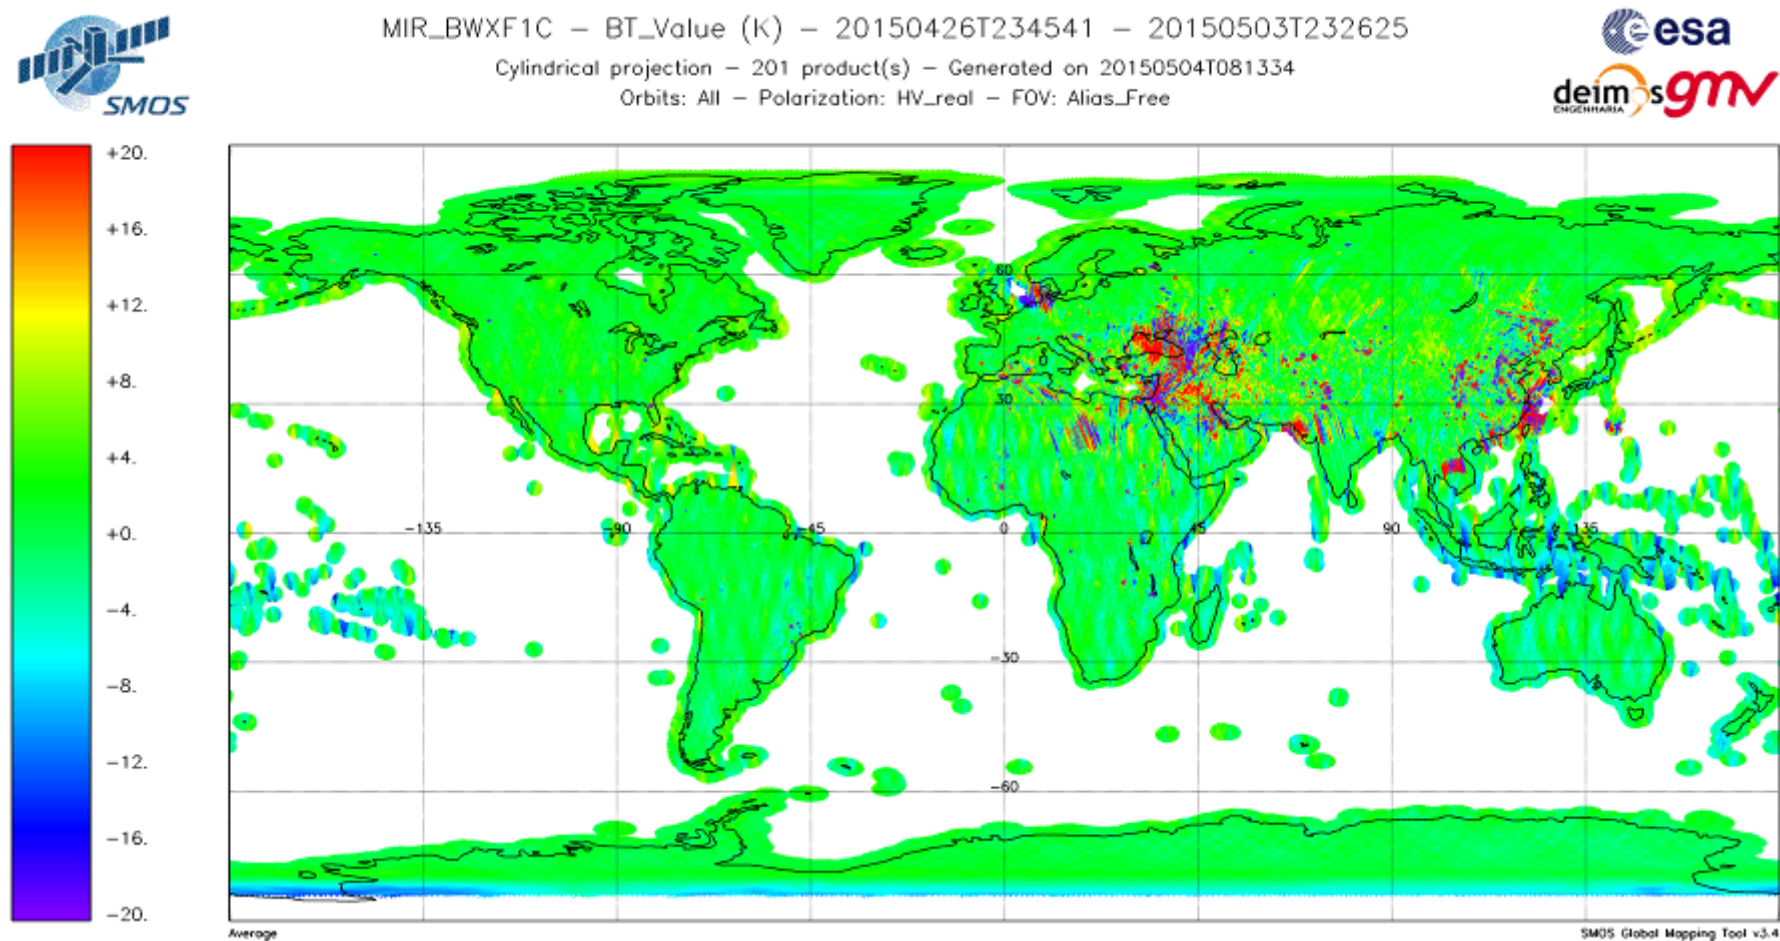 MIR_BWXF1C – BT_Value (K) – 20150426T234541 – 20150503T232625
Cylindrical projection – 201 product(s) – Generated on 20150504T081334
Orbits: All – Polarization: HV_real – FOV: Alias_Free
SMOS
esa
deimos
ENGENHARIA
gmv
+20.
+16.
+12.
+8.
+4.
+0.
−4.
−8.
−12.
−16.
−20.
60
30
−135
−90
−45
0
45
90
135
−30
−60
Average
SMOS Global Mapping Tool v3.4